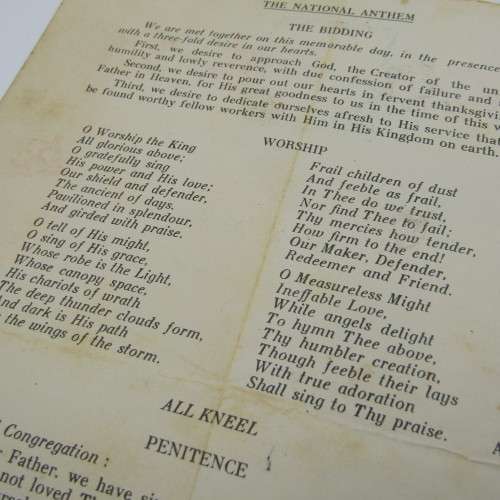 THE NATIONAL ANTHEM
THE BIDDING
We are met together on this memorable day, in the presence
with a three-fold desire in our hearts.
First, we desire to approach God, the Creator of the
humility and lowly reverence, with due confession of failure and
Second, we desire to pour out our hearts in fervent
Father in Heaven, for His great goodness to us in the time of this
Third, we desire to dedicate ourselves afresh to His service that
be found worthy fellow workers with Him in His Kingdom on earth.
WORSHIP
O Worship the King
All glorious above;
O gratefully sing
His power and His love;
Our shield and defender,
The ancient of days,
Pavilioned in splendour,
And girded with praise.
O tell of His might,
O sing of His grace,
Whose robe is the Light,
Whose canopy space,
His chariots of wrath
The deep thunder clouds form,
And dark is His path
the wings of the storm.
Frail children of dust
And feeble as frail,
In Thee do we trust,
Nor find Thee to fail;
Thy mercies how tender,
How firm to the end!
Our Maker, Defender,
Redeemer and Friend.
O Measureless Might
Ineffable Love,
While angels delight
To hymn Thee above,
Thy humbler creation,
Though feeble their lays
With true adoration
Shall sing to Thy praise.
ALL KNEEL
PENITENCE
Congregation:
Father, we have
not loved